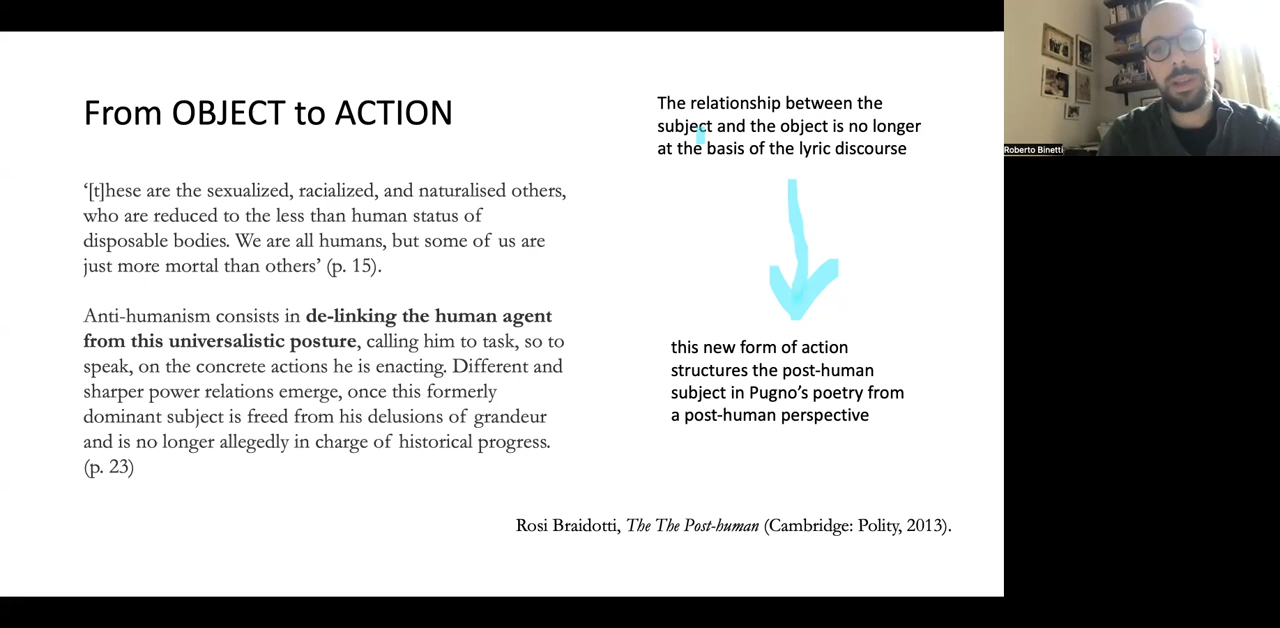 From OBJECT to ACTION
‘[t]hese are the sexualized, racialized, and naturalised others,
who are reduced to the less than human status of
disposable bodies. We are all humans, but some of us are
just more mortal than others’ (p. 15).
Anti-humanism consists in de-linking the human agent
from this universalistic posture, calling him to task, so to
speak, on the concrete actions he is enacting. Different and
sharper power relations emerge, once this formerly
dominant subject is freed from his delusions of grandeur
and is no longer allegedly in charge of historical progress.
(p. 23)
The relationship between the
subject and the object is no longer
at the basis of the lyric discourse
this new form of action
structures the post-human
subject in Pugno’s poetry from
a post-human perspective
Rosi Braidotti, The The Post-human (Cambridge: Polity, 2013).
Roberto Binetti